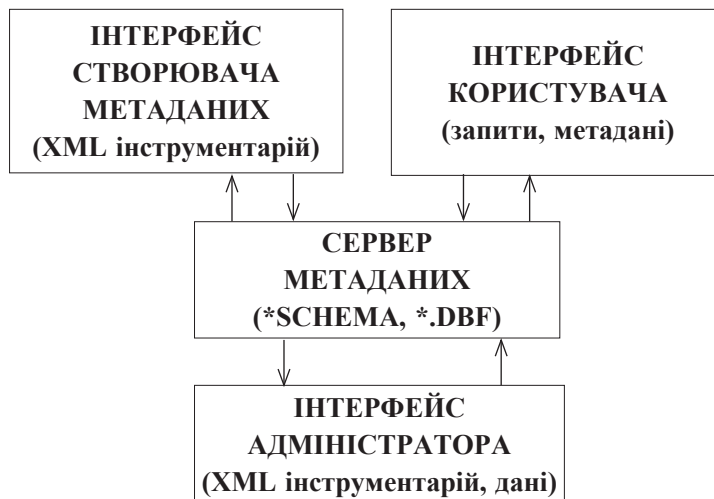 ІНТЕРФЕЙС
СТВОРЮВАЧА
МЕТАДАНИХ
(XML інструментарій)
ІНТЕРФЕЙС
КОРИСТУВАЧА
(запити, метадані)
СЕРВЕР
МЕТАДАНИХ
(*SCHEMA, *.DBF)
ІНТЕРФЕЙС
АДМІНІСТРАТОРА
(XML інструментарій, дані)